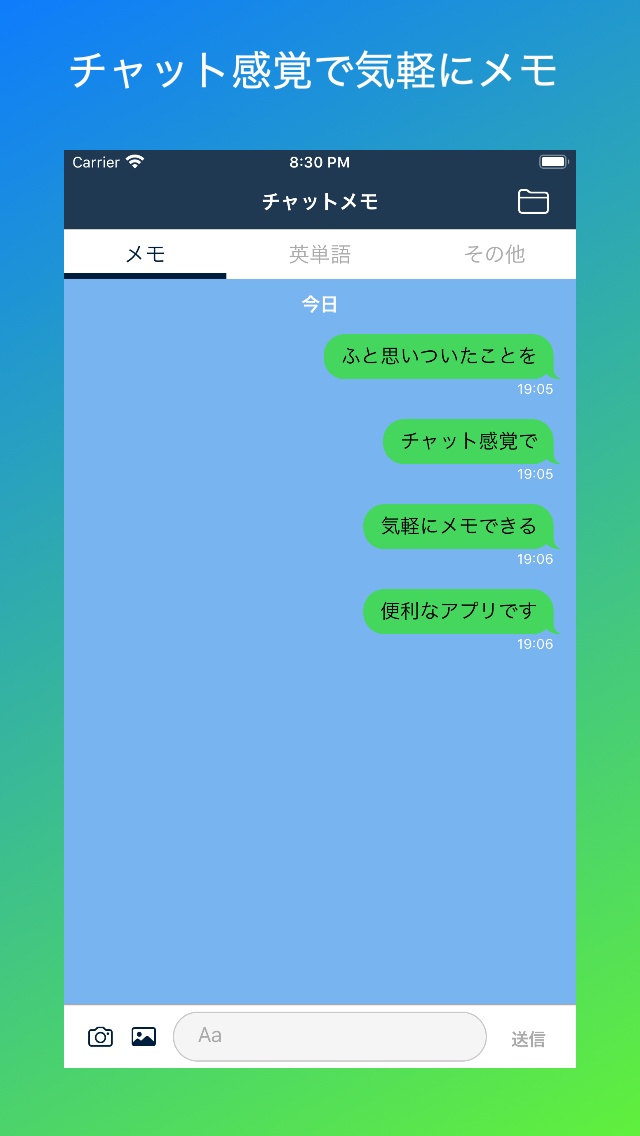 チャット感覚で気軽にメモ
Carrier 8:30 PM
チャットメモ
メモ 英単語 その他
今日
ふと思いついたことを
19:05
チャット感覚で
19:05
気軽にメモできる
19:06
便利なアプリです
19:06
Aa 送信